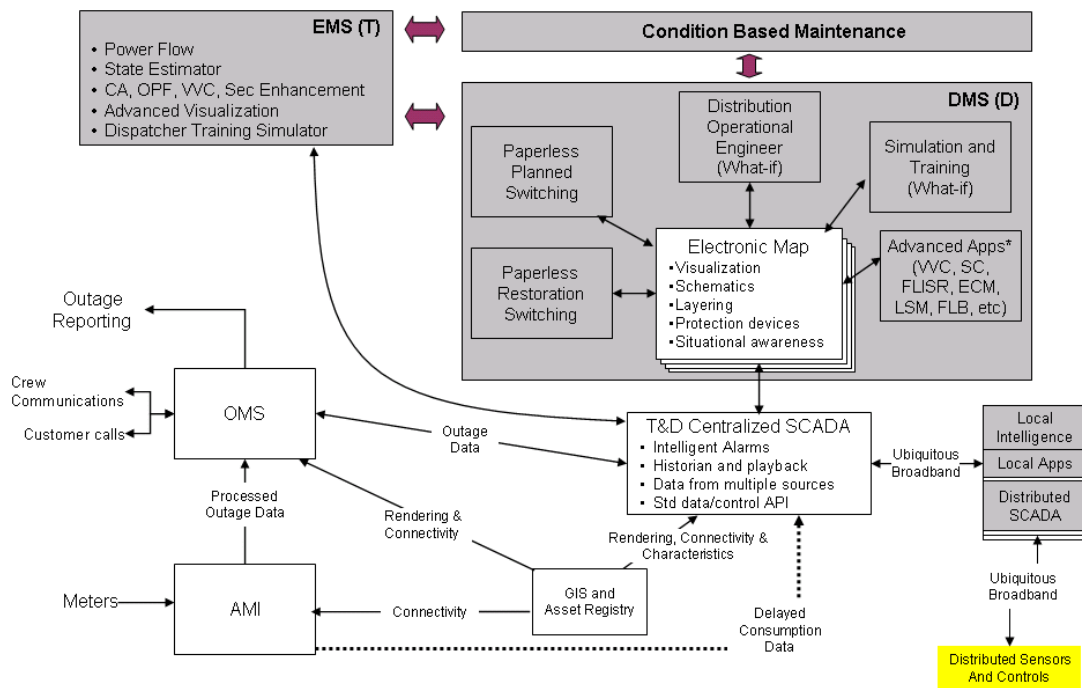 EMS (T)
• Power Flow
• State Estimator
• CA, OPF, VVC, Sec Enhancement
• Advanced Visualization
• Dispatcher Training Simulator
Condition Based Maintenance
DMS (D)
Distribution
Operational
Engineer
(What-if)
Paperless
Planned
Switching
Simulation and
Training
(What-if)
Electronic Map
▪Visualization
▪Schematics
▪Layering
▪Protection devices
▪Situational awareness
Advanced Apps*
(VVC, SC,
FLISR, ECM,
LSM, FLB, etc)
Paperless
Restoration
Switching
Outage
Reporting
Crew
Communications
Customer calls
OMS
Outage
Data
T&D Centralized SCADA
▪ Intelligent Alarms
▪ Historian and playback
▪ Data from multiple sources
▪ Std data/control API
Ubiquitous
Broadband
Local
Intelligence
Local Apps
Distributed
SCADA
Processed
Outage Data
Rendering &
Connectivity
Rendering, Connectivity &
Characteristics
Meters
AMI
Connectivity
GIS and
Asset Registry
Delayed
Consumption
Data
Ubiquitous
Broadband
Distributed Sensors
And Controls